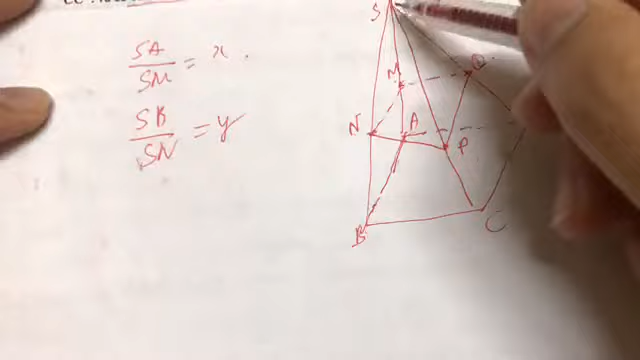 S
SA/SM = x .
M
Q
SB/SN = y
N
A
P
B
C